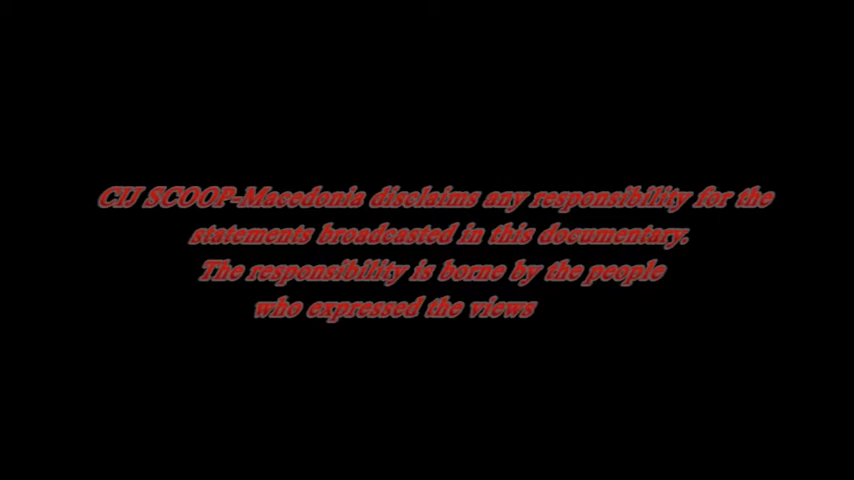 CIJ SCOOP-Macedonia disclaims any responsibility for the
statements broadcasted in this documentary.
The responsibility is borne by the people
who expressed the views